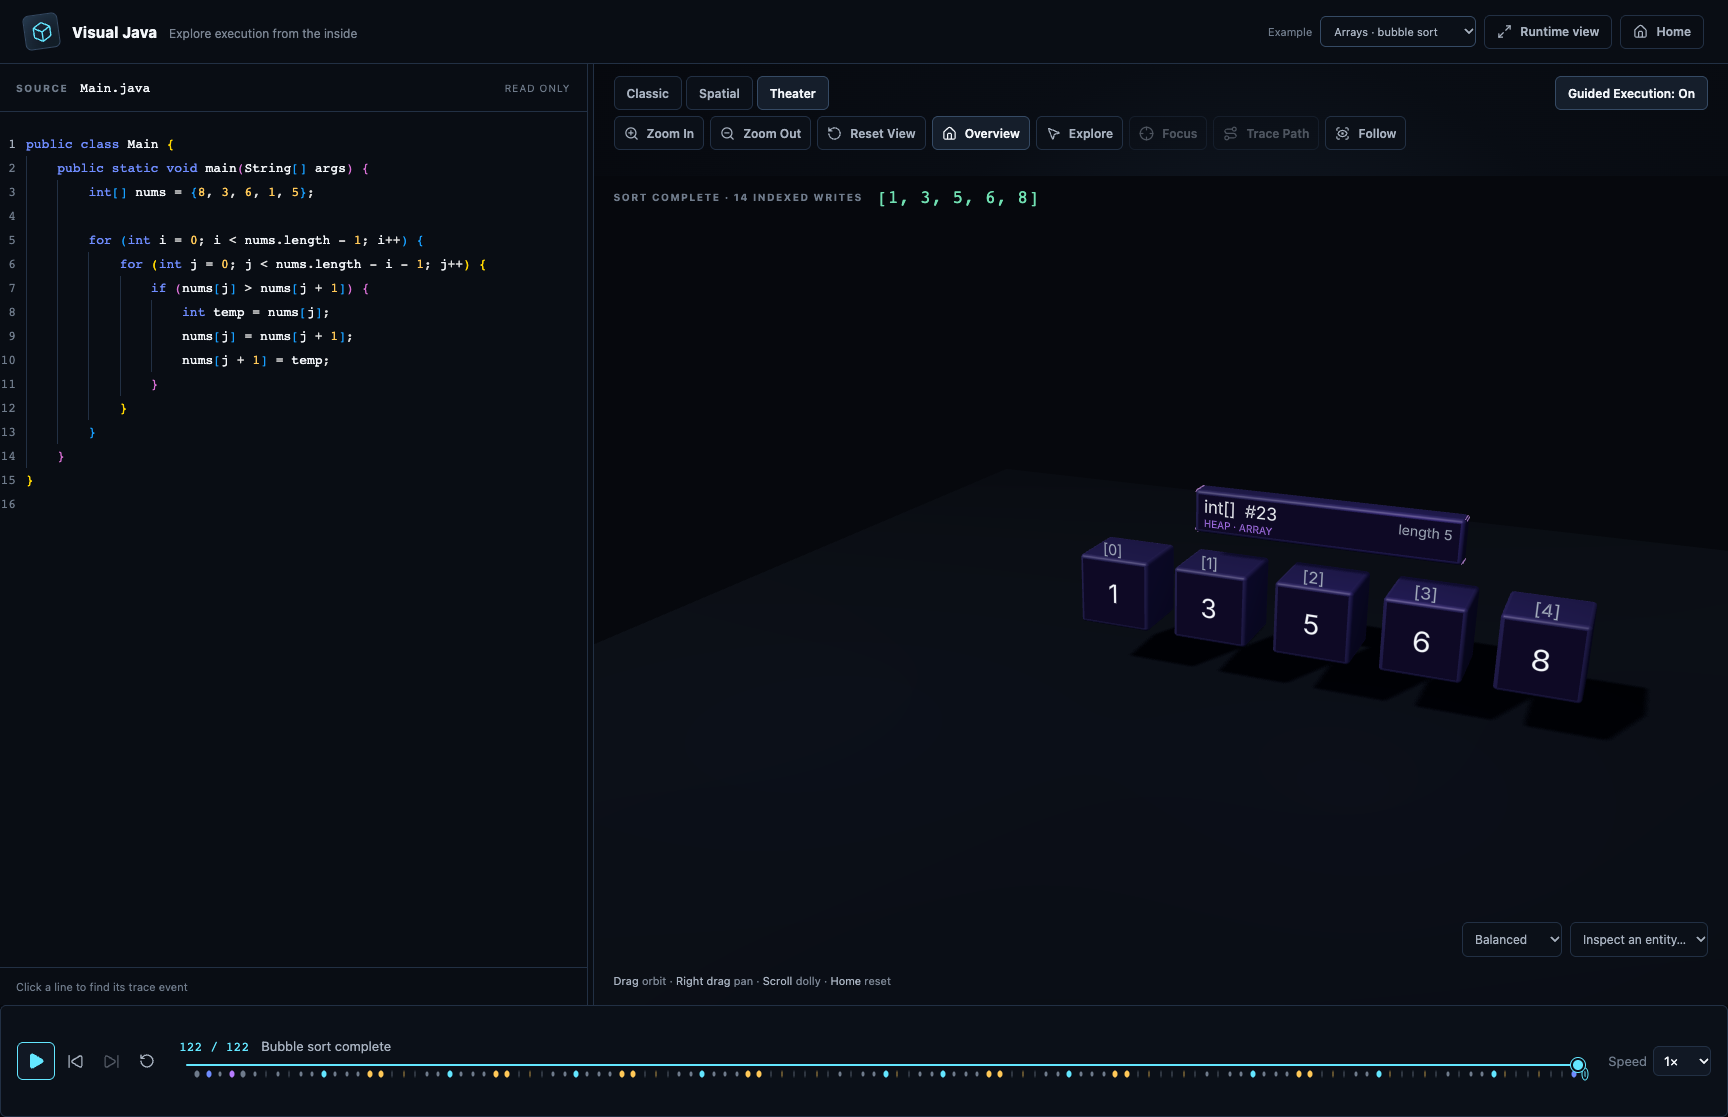 Visual Java Explore execution from the inside
Example Arrays · bubble sort Runtime view Home
SOURCE Main.java READ ONLY
1 public class Main {
2     public static void main(String[] args) {
3         int[] nums = {8, 3, 6, 1, 5};
4
5         for (int i = 0; i < nums.length - 1; i++) {
6             for (int j = 0; j < nums.length - i - 1; j++) {
7                 if (nums[j] > nums[j + 1]) {
8                     int temp = nums[j];
9                     nums[j] = nums[j + 1];
10                     nums[j + 1] = temp;
11                 }
12             }
13         }
14     }
15 }
16
Click a line to find its trace event
Classic Spatial Theater Guided Execution: On
Zoom In Zoom Out Reset View Overview Explore Focus Trace Path Follow
SORT COMPLETE · 14 INDEXED WRITES [1, 3, 5, 6, 8]
int[] #23
HEAP · ARRAY length 5
[0] [1] [2] [3] [4]
1 3 5 6 8
Balanced Inspect an entity...
Drag orbit · Right drag pan · Scroll dolly · Home reset
122 / 122 Bubble sort complete
Speed 1×